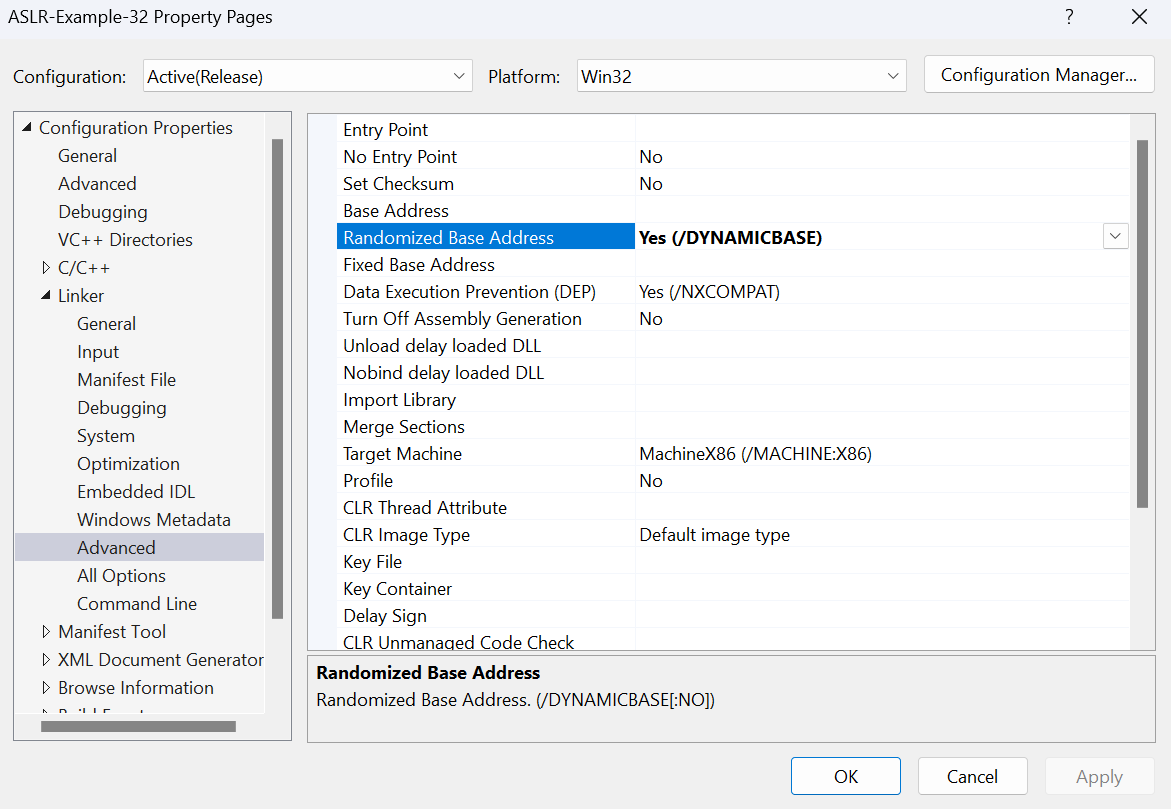 ASLR-Example-32 Property Pages
?
Configuration: Active(Release) Platform: Win32 Configuration Manager...
Configuration Properties
General
Advanced
Debugging
VC++ Directories
C/C++
Linker
General
Input
Manifest File
Debugging
System
Optimization
Embedded IDL
Windows Metadata
Advanced
All Options
Command Line
Manifest Tool
XML Document Generator
Browse Information
Entry Point
No Entry Point No
Set Checksum No
Base Address
Randomized Base Address Yes (/DYNAMICBASE)
Fixed Base Address
Data Execution Prevention (DEP) Yes (/NXCOMPAT)
Turn Off Assembly Generation No
Unload delay loaded DLL
Nobind delay loaded DLL
Import Library
Merge Sections
Target Machine MachineX86 (/MACHINE:X86)
Profile No
CLR Thread Attribute
CLR Image Type Default image type
Key File
Key Container
Delay Sign
CLR Unmanaged Code Check
Randomized Base Address
Randomized Base Address. (/DYNAMICBASE[:NO])
OK Cancel Apply